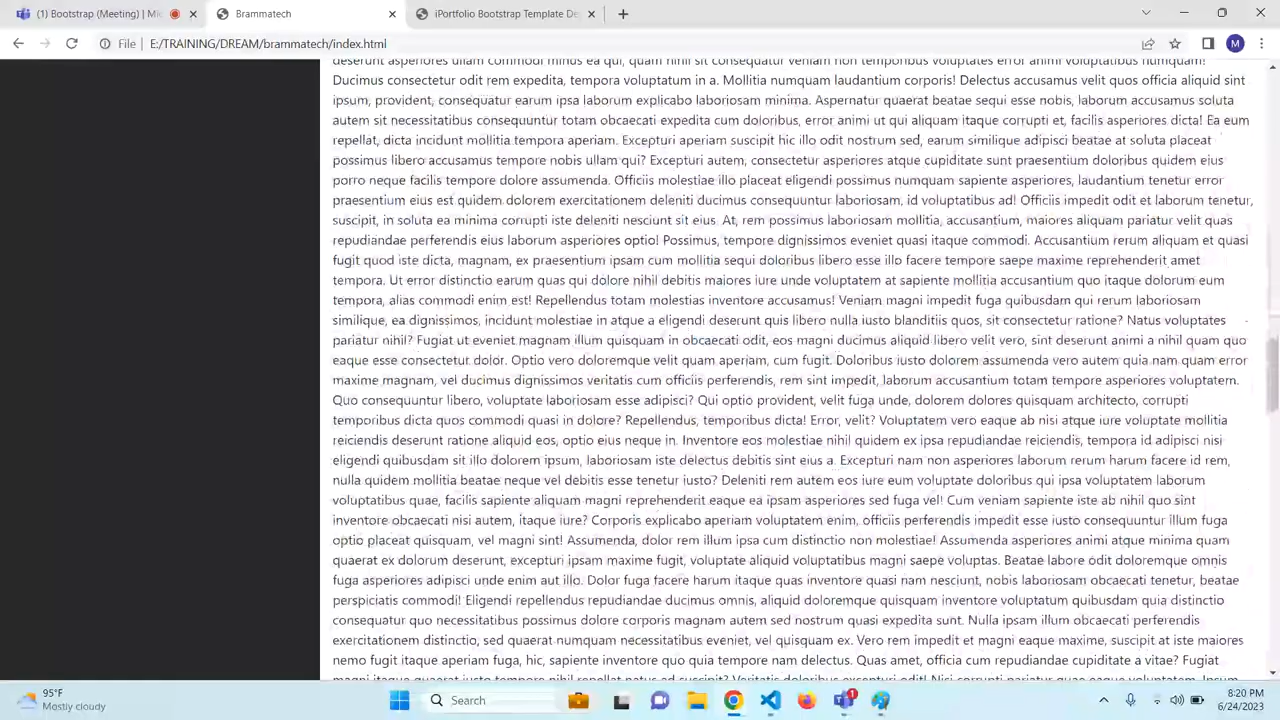 (1) Bootstrap (Meeting) | Mic
Brammatech
iPortfolio Bootstrap Template De
File E:/TRAINING/DREAM/brammatech/index.html
M
deserunt asperiores ullam commodi minus ea qui, quam nihil sit consequatur veniam non temporibus voluptates error animi voluptatibus numquam!
Ducimus consectetur odit rem expedita, tempora voluptatum in a. Mollitia numquam laudantium corporis! Delectus accusamus velit quos officia aliquid sint
ipsum, provident, consequatur earum ipsa laborum explicabo laboriosam minima. Aspernatur quaerat beatae sequi esse nobis, laborum accusamus soluta
autem sit necessitatibus consequuntur totam obcaecati expedita cum doloribus, error animi ut qui aliquam itaque corrupti et, facilis asperiores dicta! Ea eum
repellat, dicta incidunt mollitia tempora aperiam. Excepturi aperiam suscipit hic illo odit nostrum sed, earum similique adipisci beatae at soluta placeat
possimus libero accusamus tempore nobis ullam qui? Excepturi autem, consectetur asperiores atque cupiditate sunt praesentium doloribus quidem eius
porro neque facilis tempore dolore assumenda. Officiis molestiae illo placeat eligendi possimus numquam sapiente asperiores, laudantium tenetur error
praesentium eius est quidem dolorem exercitationem deleniti ducimus consequuntur laboriosam, id voluptatibus ad! Officiis impedit odit et laborum tenetur,
suscipit, in soluta ea minima corrupti iste deleniti nesciunt sit eius. At, rem possimus laboriosam mollitia, accusantium, maiores aliquam pariatur velit quas
repudiandae perferendis eius laborum asperiores optio! Possimus, tempore dignissimos eveniet quasi itaque commodi. Accusantium rerum aliquam et quasi
fugit quod iste dicta, magnam, ex praesentium ipsam cum mollitia sequi doloribus libero esse illo facere tempore saepe maxime reprehenderit amet
tempora. Ut error distinctio earum quas qui dolore nihil debitis maiores iure unde voluptatem at sapiente mollitia accusantium quo itaque dolorum eum
tempora, alias commodi enim est! Repellendus totam molestias inventore accusamus! Veniam magni impedit fuga quibusdam qui rerum laboriosam
similique, ea dignissimos, incidunt molestiae in atque a eligendi deserunt quis libero nulla iusto blanditiis quos, sit consectetur ratione? Natus voluptates
pariatur nihil? Fugiat ut eveniet magnam illum quisquam in obcaecati odit, eos magni ducimus aliquid libero velit vero, sint deserunt animi a nihil quam quo
eaque esse consectetur dolor. Optio vero doloremque velit quam aperiam, cum fugit. Doloribus iusto dolorem assumenda vero autem quia nam quam error
maxime magnam, vel ducimus dignissimos veritatis cum officiis perferendis, rem sint impedit, laborum accusantium totam tempore asperiores voluptatem.
Quo consequuntur libero, voluptate laboriosam esse adipisci? Qui optio provident, velit fuga unde, dolorem dolores quisquam architecto, corrupti
temporibus dicta quos commodi quasi in dolore? Repellendus, temporibus dicta! Error, velit? Voluptatem vero eaque ab nisi atque iure voluptate mollitia
reiciendis deserunt ratione aliquid eos, optio eius neque in. Inventore eos molestiae nihil quidem ex ipsa repudiandae reiciendis, tempora id adipisci nisi
eligendi quibusdam sit illo dolorem ipsum, laboriosam iste delectus debitis sint eius a. Excepturi nam non asperiores laborum rerum harum facere id rem,
nulla quidem mollitia beatae neque vel debitis esse tenetur iusto? Deleniti rem autem eos iure eum voluptate doloribus qui ipsa voluptatem laborum
voluptatibus quae, facilis sapiente aliquam magni reprehenderit eaque ea ipsam asperiores sed fuga vel! Cum veniam sapiente iste ab nihil quo sint
inventore obcaecati nisi autem, itaque iure? Corporis explicabo aperiam voluptatem enim, officiis perferendis impedit esse iusto consequuntur illum fuga
optio placeat quisquam, vel magni sint! Assumenda, dolor rem illum ipsa cum distinctio non molestiae! Assumenda asperiores animi atque minima quam
quaerat ex dolorum deserunt, excepturi ipsam maxime fugit, voluptate aliquid voluptatibus magni saepe voluptas. Beatae labore odit doloremque omnis
fuga asperiores adipisci unde enim aut illo. Dolor fuga facere harum itaque quas inventore quasi nam nesciunt, nobis laboriosam obcaecati tenetur, beatae
perspiciatis commodi! Eligendi repellendus repudiandae ducimus omnis, aliquid doloremque quisquam inventore voluptatum quibusdam quia distinctio
consequatur quo necessitatibus possimus dolore corporis magnam autem sed nostrum quasi expedita sunt. Nulla ipsam illum obcaecati perferendis
exercitationem distinctio, sed quaerat numquam necessitatibus eveniet, vel quisquam ex. Vero rem impedit et magni eaque maxime, suscipit at iste maiores
nemo fugit itaque aperiam fuga, hic, sapiente inventore quo quia tempore nam delectus. Quas amet, officia cum repudiandae cupiditate a vitae? Fugiat
95°F
Mostly cloudy
Search
1
8:20 PM
6/24/2023